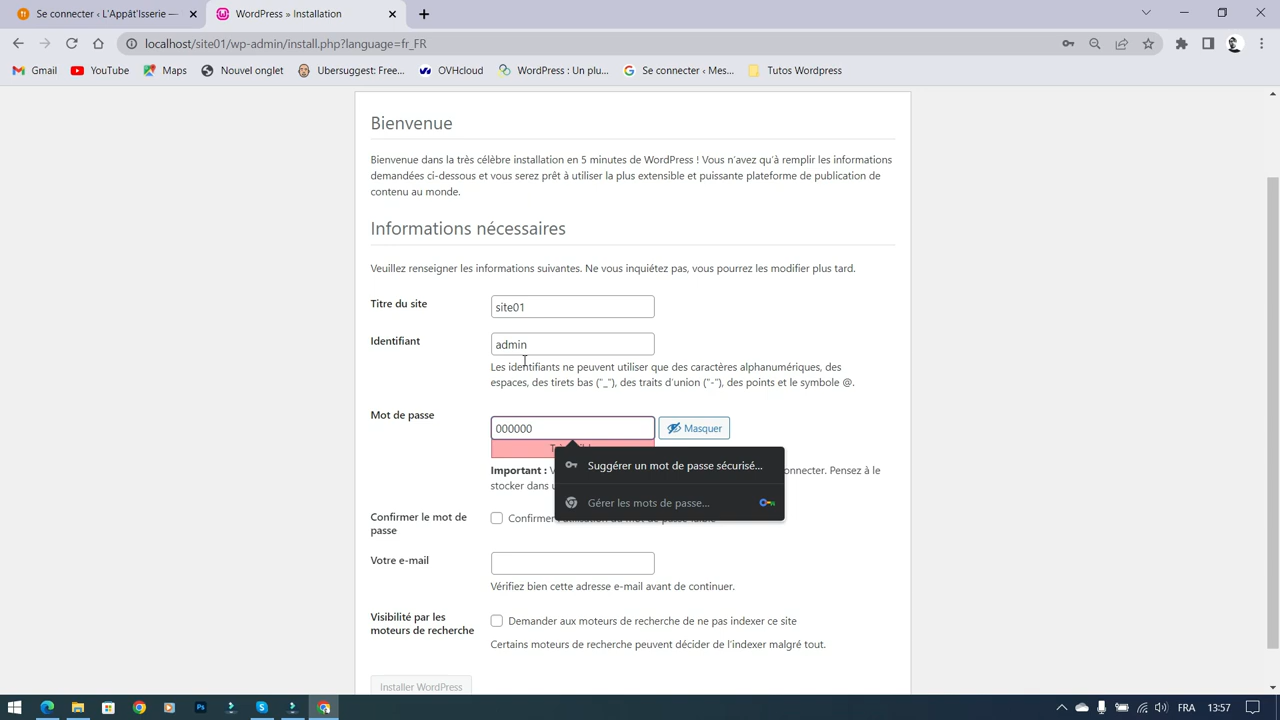 Se connecter ‹ L'Appât'Isserie —
WordPress » Installation
localhost/site01/wp-admin/install.php?language=fr_FR
Gmail
YouTube
Maps
Nouvel onglet
Ubersuggest: Free...
OVHcloud
WordPress : Un plu...
Se connecter ‹ Mes...
Tutos Wordpress
Bienvenue
Bienvenue dans la très célèbre installation en 5 minutes de WordPress ! Vous n’avez qu’à remplir les informations
demandées ci-dessous et vous serez prêt à utiliser la plus extensible et puissante plateforme de publication de
contenu au monde.
Informations nécessaires
Veuillez renseigner les informations suivantes. Ne vous inquiétez pas, vous pourrez les modifier plus tard.
Titre du site
site01
Identifiant
admin
Les identifiants ne peuvent utiliser que des caractères alphanumériques, des
espaces, des tirets bas ("_"), des traits d’union ("-"), des points et le symbole @.
Mot de passe
000000
Masquer
Suggérer un mot de passe sécurisé...
Important :
connecter. Pensez à le
stocker dans
Gérer les mots de passe...
Confirmer le mot de
passe
Confirmer l’utilisation du mot de passe faible
Votre e-mail
Vérifiez bien cette adresse e-mail avant de continuer.
Visibilité par les
moteurs de recherche
Demander aux moteurs de recherche de ne pas indexer ce site
Certains moteurs de recherche peuvent décider de l’indexer malgré tout.
Installer WordPress
FRA
13:57